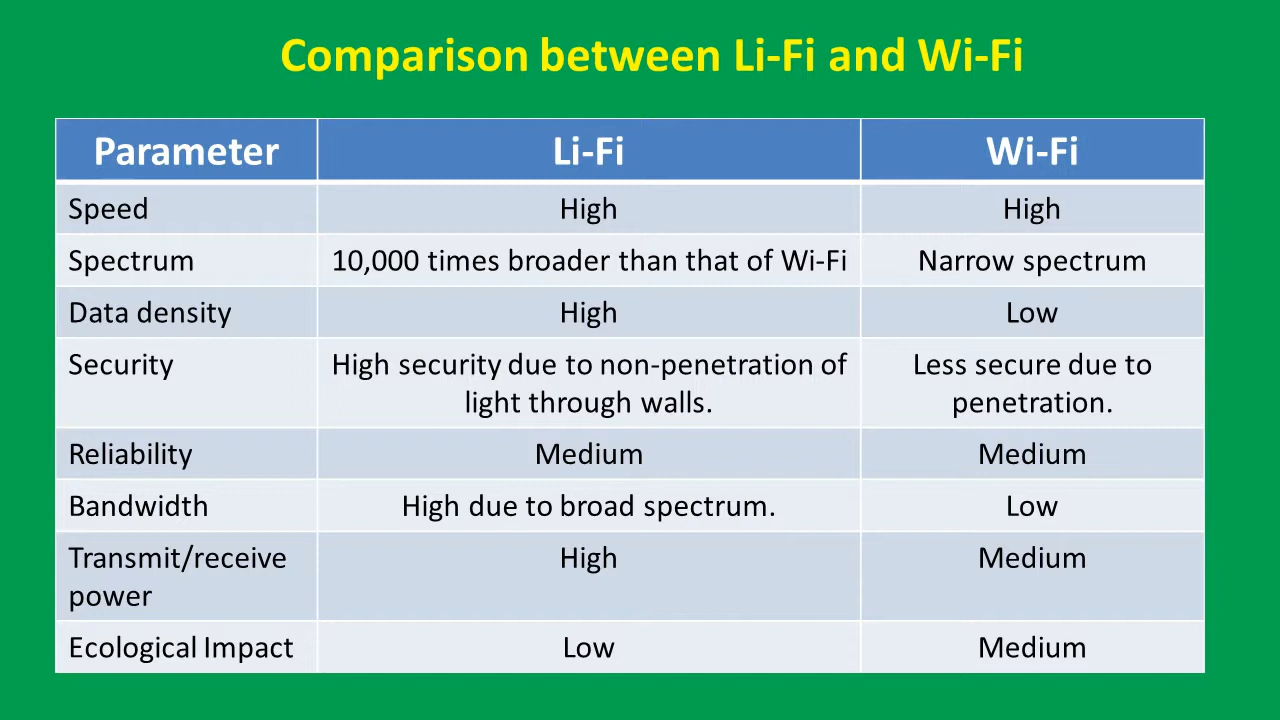 Comparison between Li-Fi and Wi-Fi
Parameter Li-Fi Wi-Fi
Speed High High
Spectrum 10,000 times broader than that of Wi-Fi Narrow spectrum
Data density High Low
Security High security due to non-penetration of Less secure due to
light through walls. penetration.
Reliability Medium Medium
Bandwidth High due to broad spectrum. Low
Transmit/receive High Medium
power
Ecological Impact Low Medium